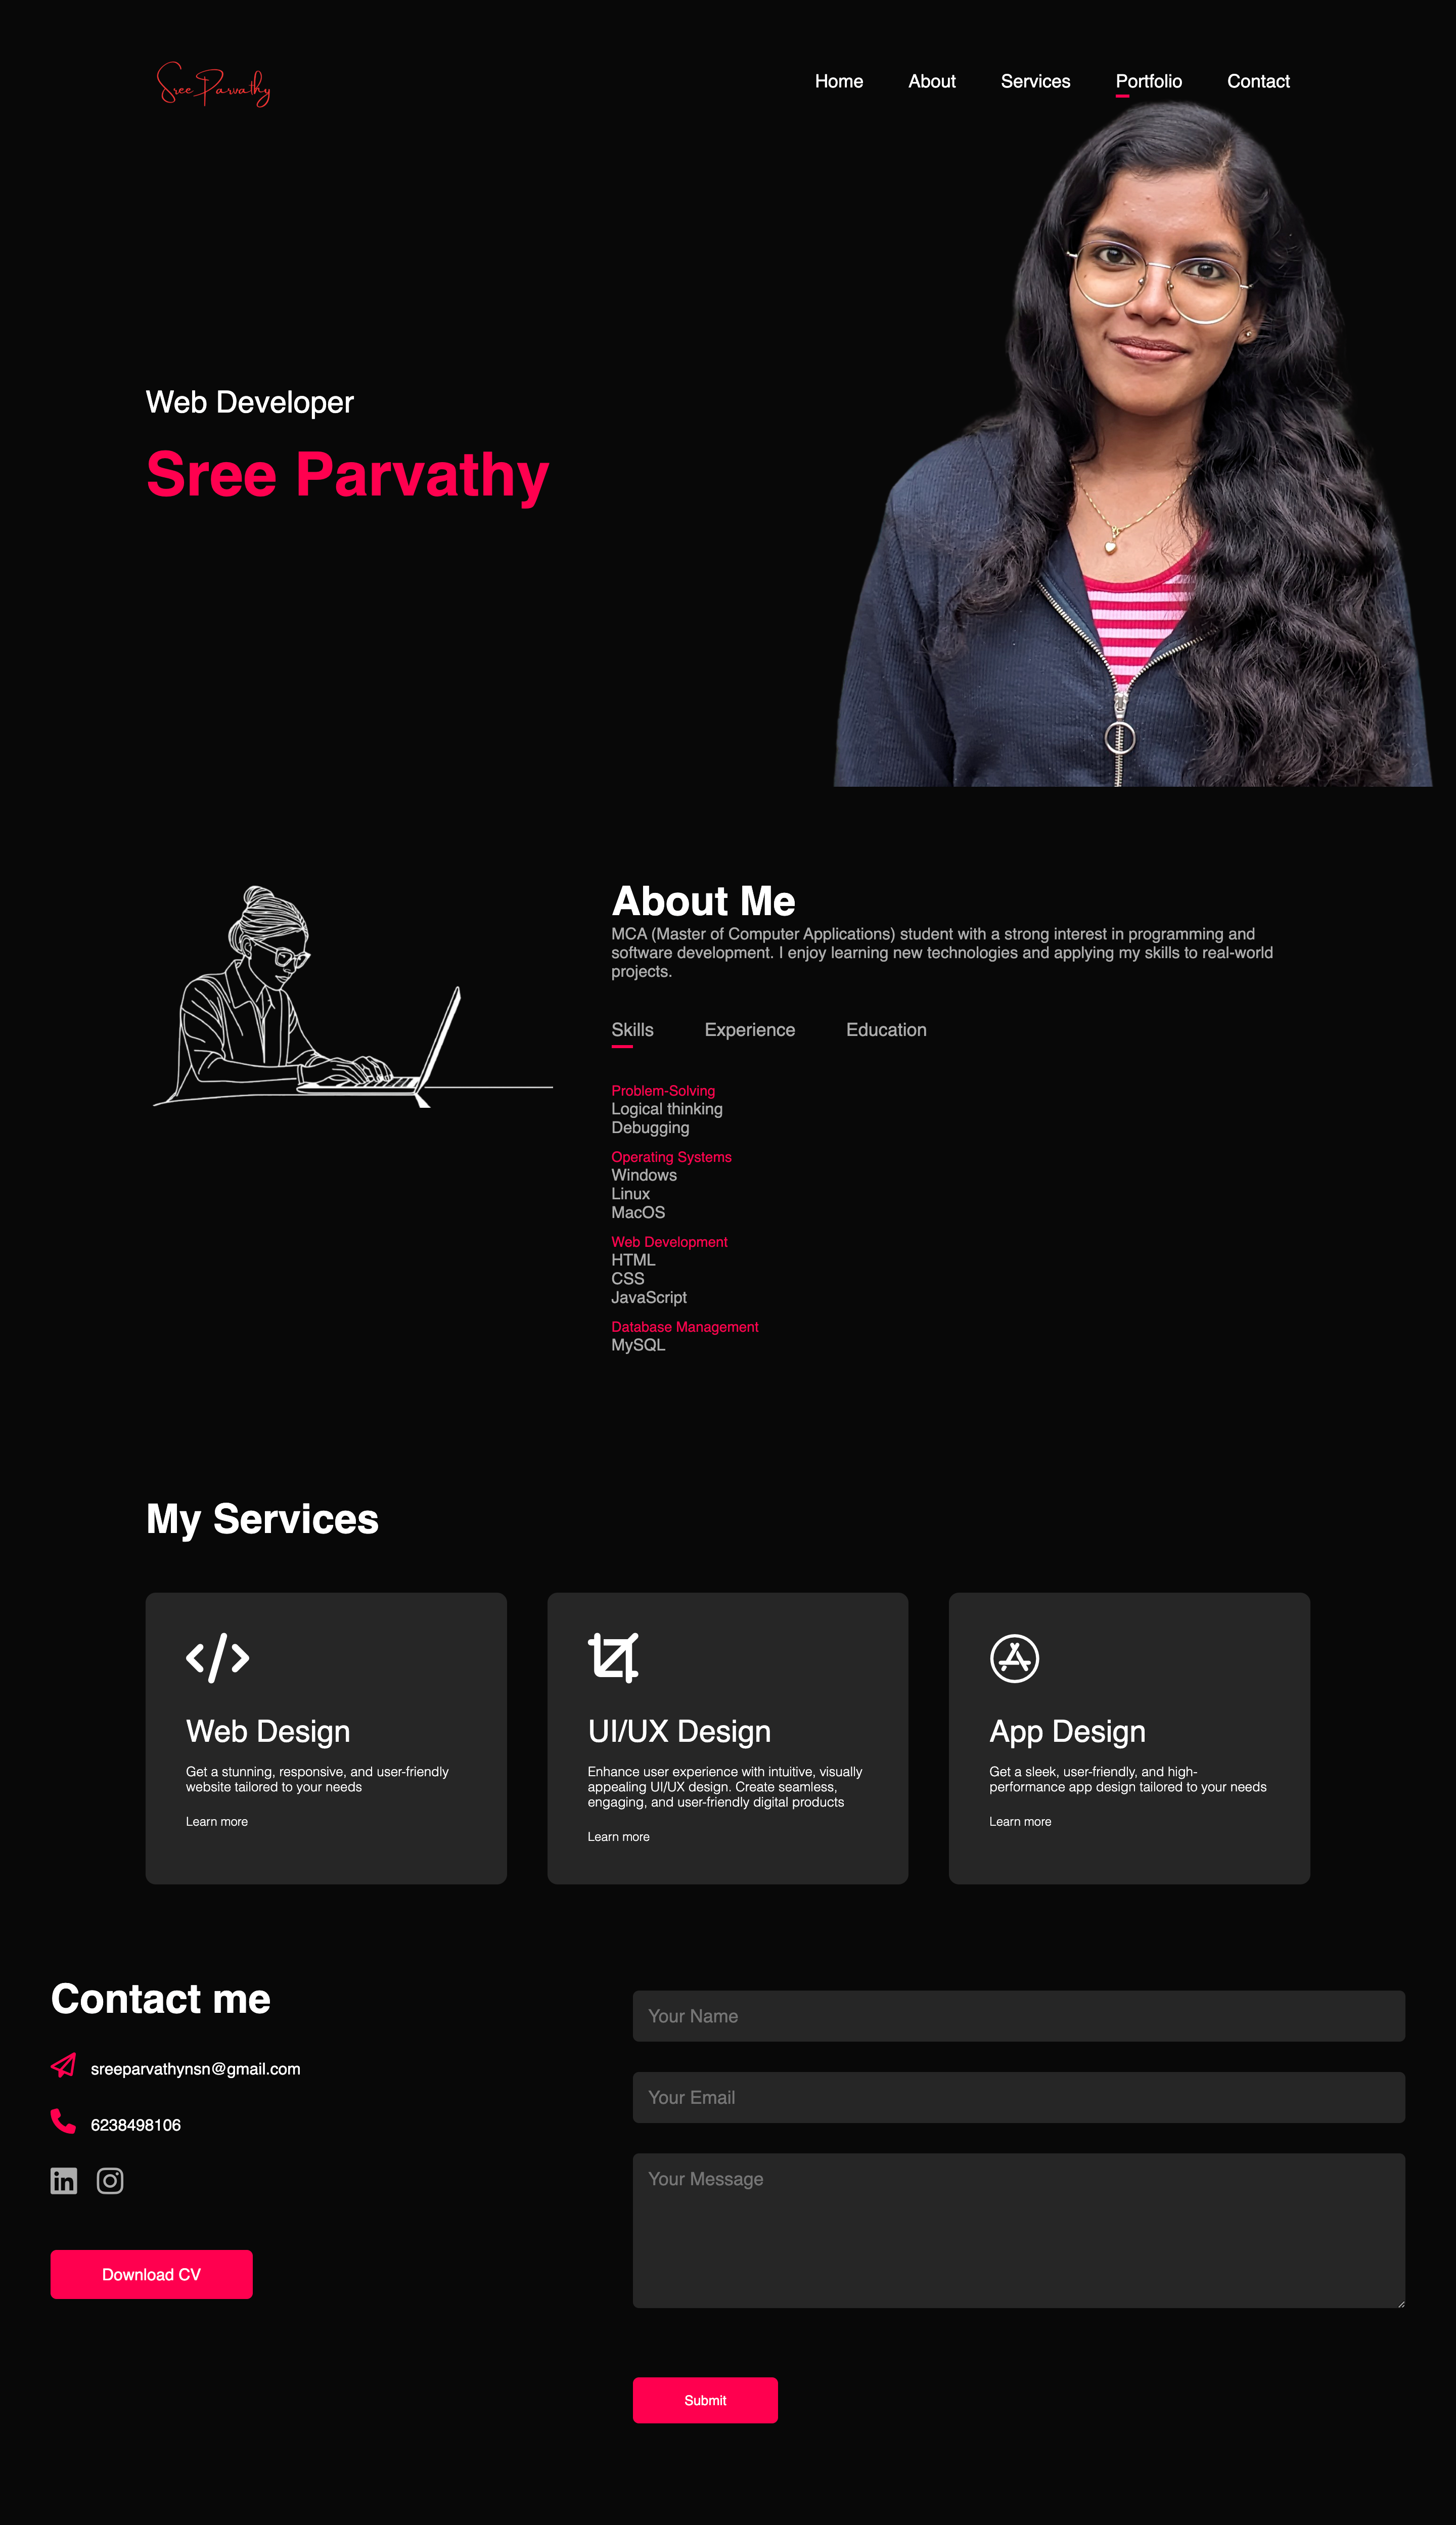 Sree Parvathy
Home About Services Portfolio Contact
Web Developer
Sree Parvathy
About Me
MCA (Master of Computer Applications) student with a strong interest in programming and
software development. I enjoy learning new technologies and applying my skills to real-world
projects.
Skills Experience Education
Problem-Solving
Logical thinking
Debugging
Operating Systems
Windows
Linux
MacOS
Web Development
HTML
CSS
JavaScript
Database Management
MySQL
My Services
Web Design
Get a stunning, responsive, and user-friendly
website tailored to your needs
Learn more
UI/UX Design
Enhance user experience with intuitive, visually
appealing UI/UX design. Create seamless,
engaging, and user-friendly digital products
Learn more
App Design
Get a sleek, user-friendly, and high-
performance app design tailored to your needs
Learn more
Contact me
sreeparvathynsn@gmail.com
6238498106
in
Download CV
Your Name
Your Email
Your Message
Submit